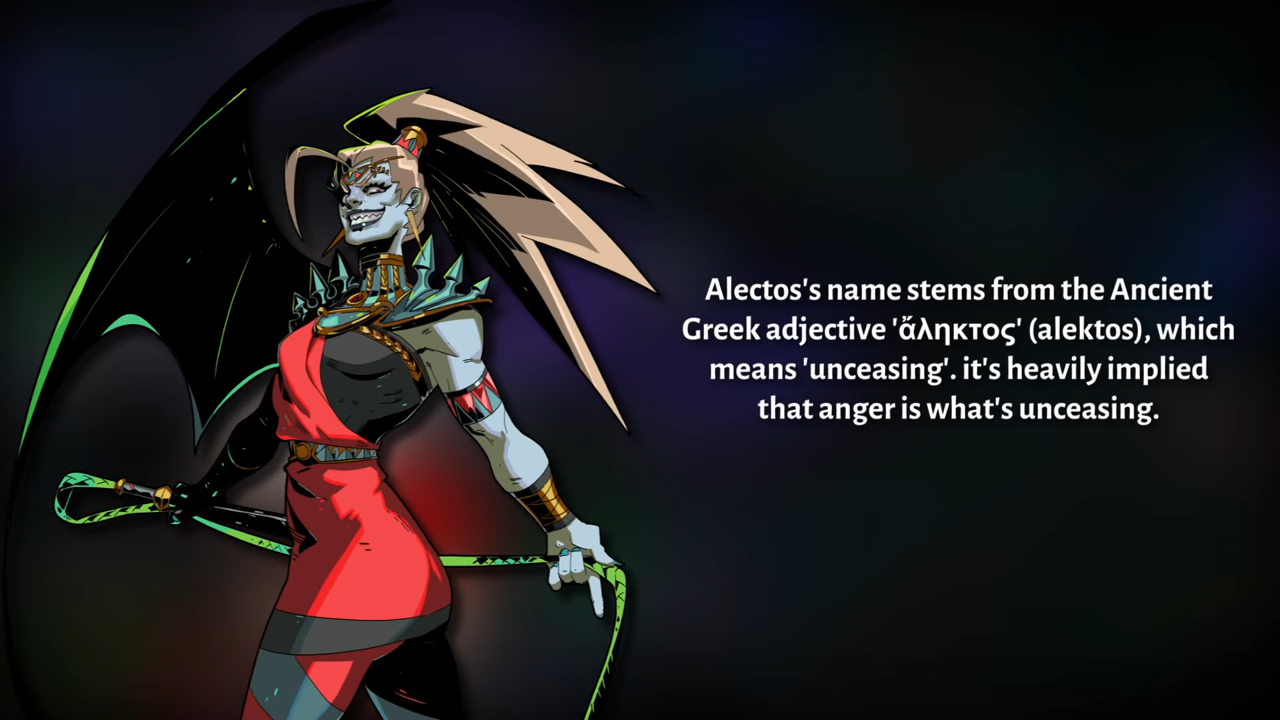 Alectos's name stems from the Ancient
Greek adjective 'ἄληκτος' (alektos), which
means 'unceasing'. it's heavily implied
that anger is what's unceasing.